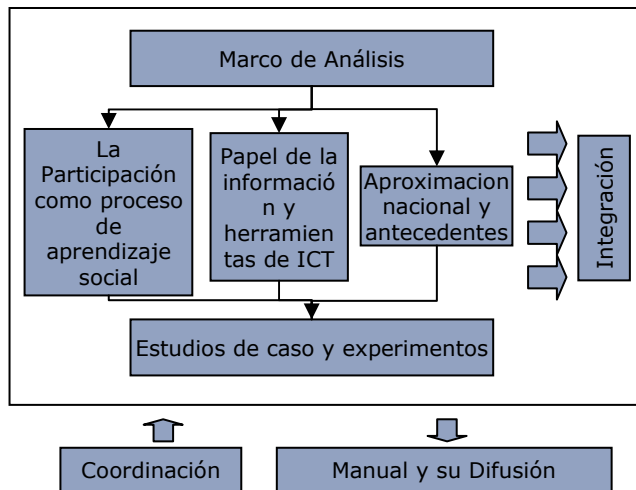 Marco de Análisis
La
Participación
como proceso
de
aprendizaje
social
Papel de la
informació
n y
herramien
tas de ICT
Aproximacion
nacional y
antecedentes
Integración
Estudios de caso y experimentos
Coordinación
Manual y su Difusión